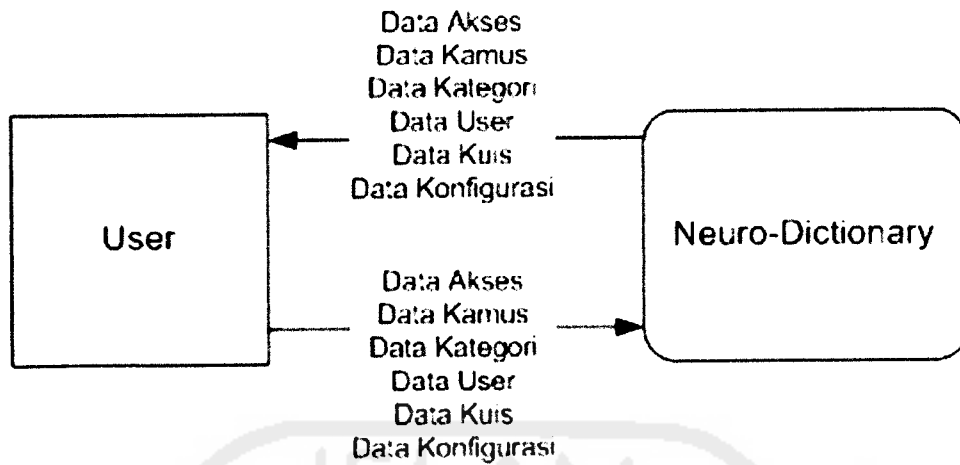 Data Akses
Data Kamus
Data Kategori
Data User
Data Kuis
Data Konfigurasi
User
Neuro-Dictionary
Data Akses
Data Kamus
Data Kategori
Data User
Data Kuis
Data Konfigurasi